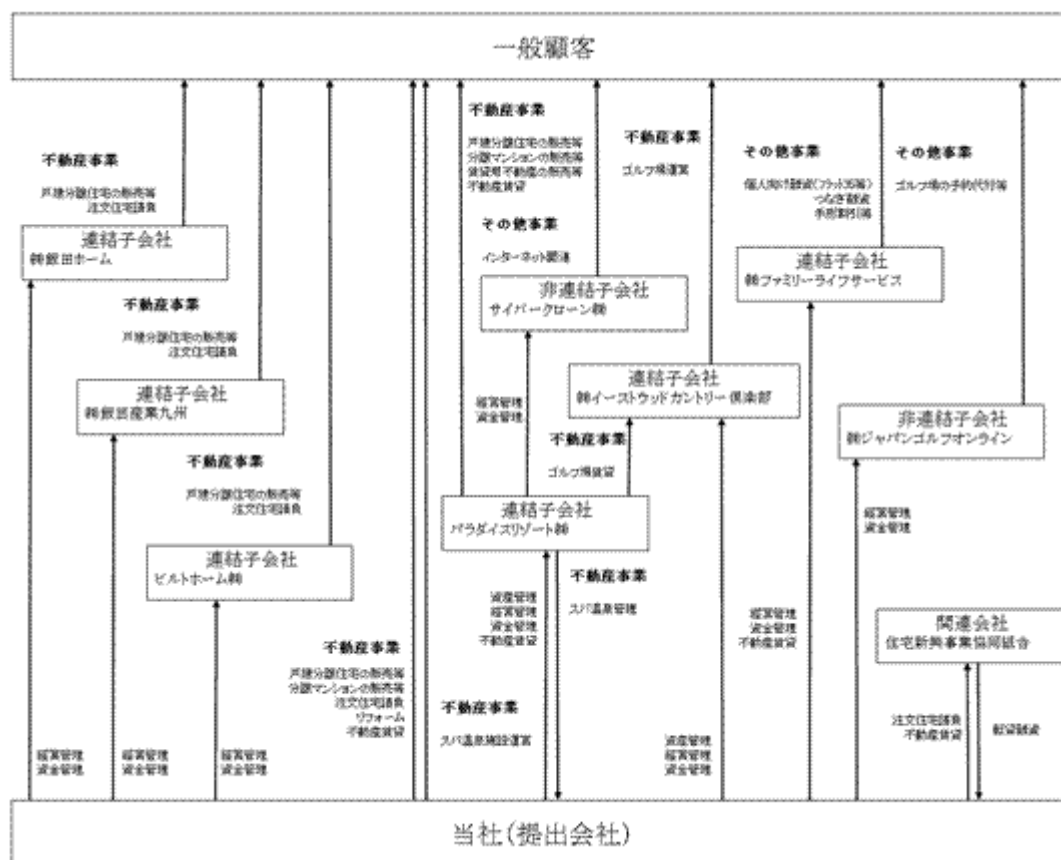 一般顧客
不動産事業
戸建分譲住宅の販売等
注文住宅請負
連結子会社
㈱飯田ホーム
不動産事業
戸建分譲住宅の販売等
注文住宅請負
連結子会社
㈱飯田産業九州
不動産事業
戸建分譲住宅の販売等
注文住宅請負
連結子会社
ビルトホーム㈱
不動産事業
戸建分譲住宅の販売等
分譲マンションの販売等
注文住宅請負
リフォーム
不動産賃貸
経営管理
資金管理
経営管理
資金管理
経営管理
資金管理
不動産事業
戸建分譲住宅の販売等
分譲マンションの販売等
賃貸用不動産の販売等
不動産賃貸
その他事業
インターネット関連
非連結子会社
サイバークローン㈱
経営管理
資金管理
不動産事業
ゴルフ場運営
連結子会社
㈱イーストウッドカントリー倶楽部
不動産事業
ゴルフ場賃貸
連結子会社
パラダイスリゾート㈱
資産管理
経営管理
資金管理
不動産賃貸
不動産事業
スパ温泉管理
不動産事業
スパ温泉施設運営
資産管理
経営管理
資金管理
その他事業
個人向け融資(フラット35等)
つなぎ融資
手形割引等
連結子会社
㈱ファミリーライフサービス
経営管理
資金管理
不動産賃貸
その他事業
ゴルフ場の予約代行等
非連結子会社
㈱ジャパンゴルフオンライン
経営管理
資金管理
関連会社
住宅新興事業協同組合
注文住宅請負
不動産賃貸
転貸融資
当社(提出会社)